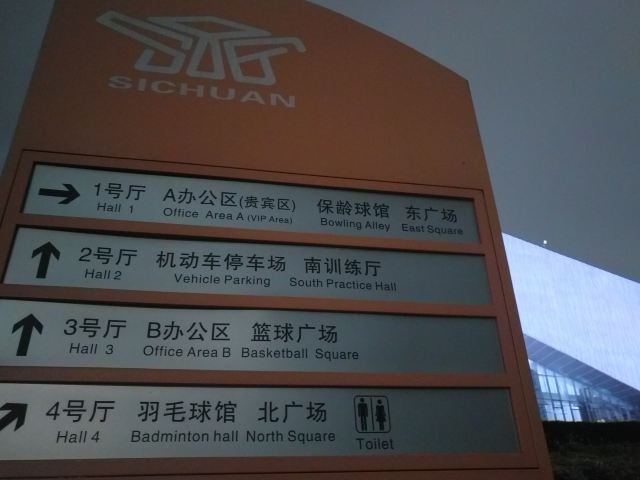 SICHUAN
1号厅 A办公区(贵宾区) 保龄球馆 东广场
Hall 1 Office Area A (VIP Area) Bowling Alley East Square
2号厅 机动车停车场 南训练厅
Hall 2 Vehicle Parking South Practice Hall
3号厅 B办公区 篮球广场
Hall 3 Office Area B Basketball Square
4号厅 羽毛球馆 北广场
Hall 4 Badminton hall North Square Toilet